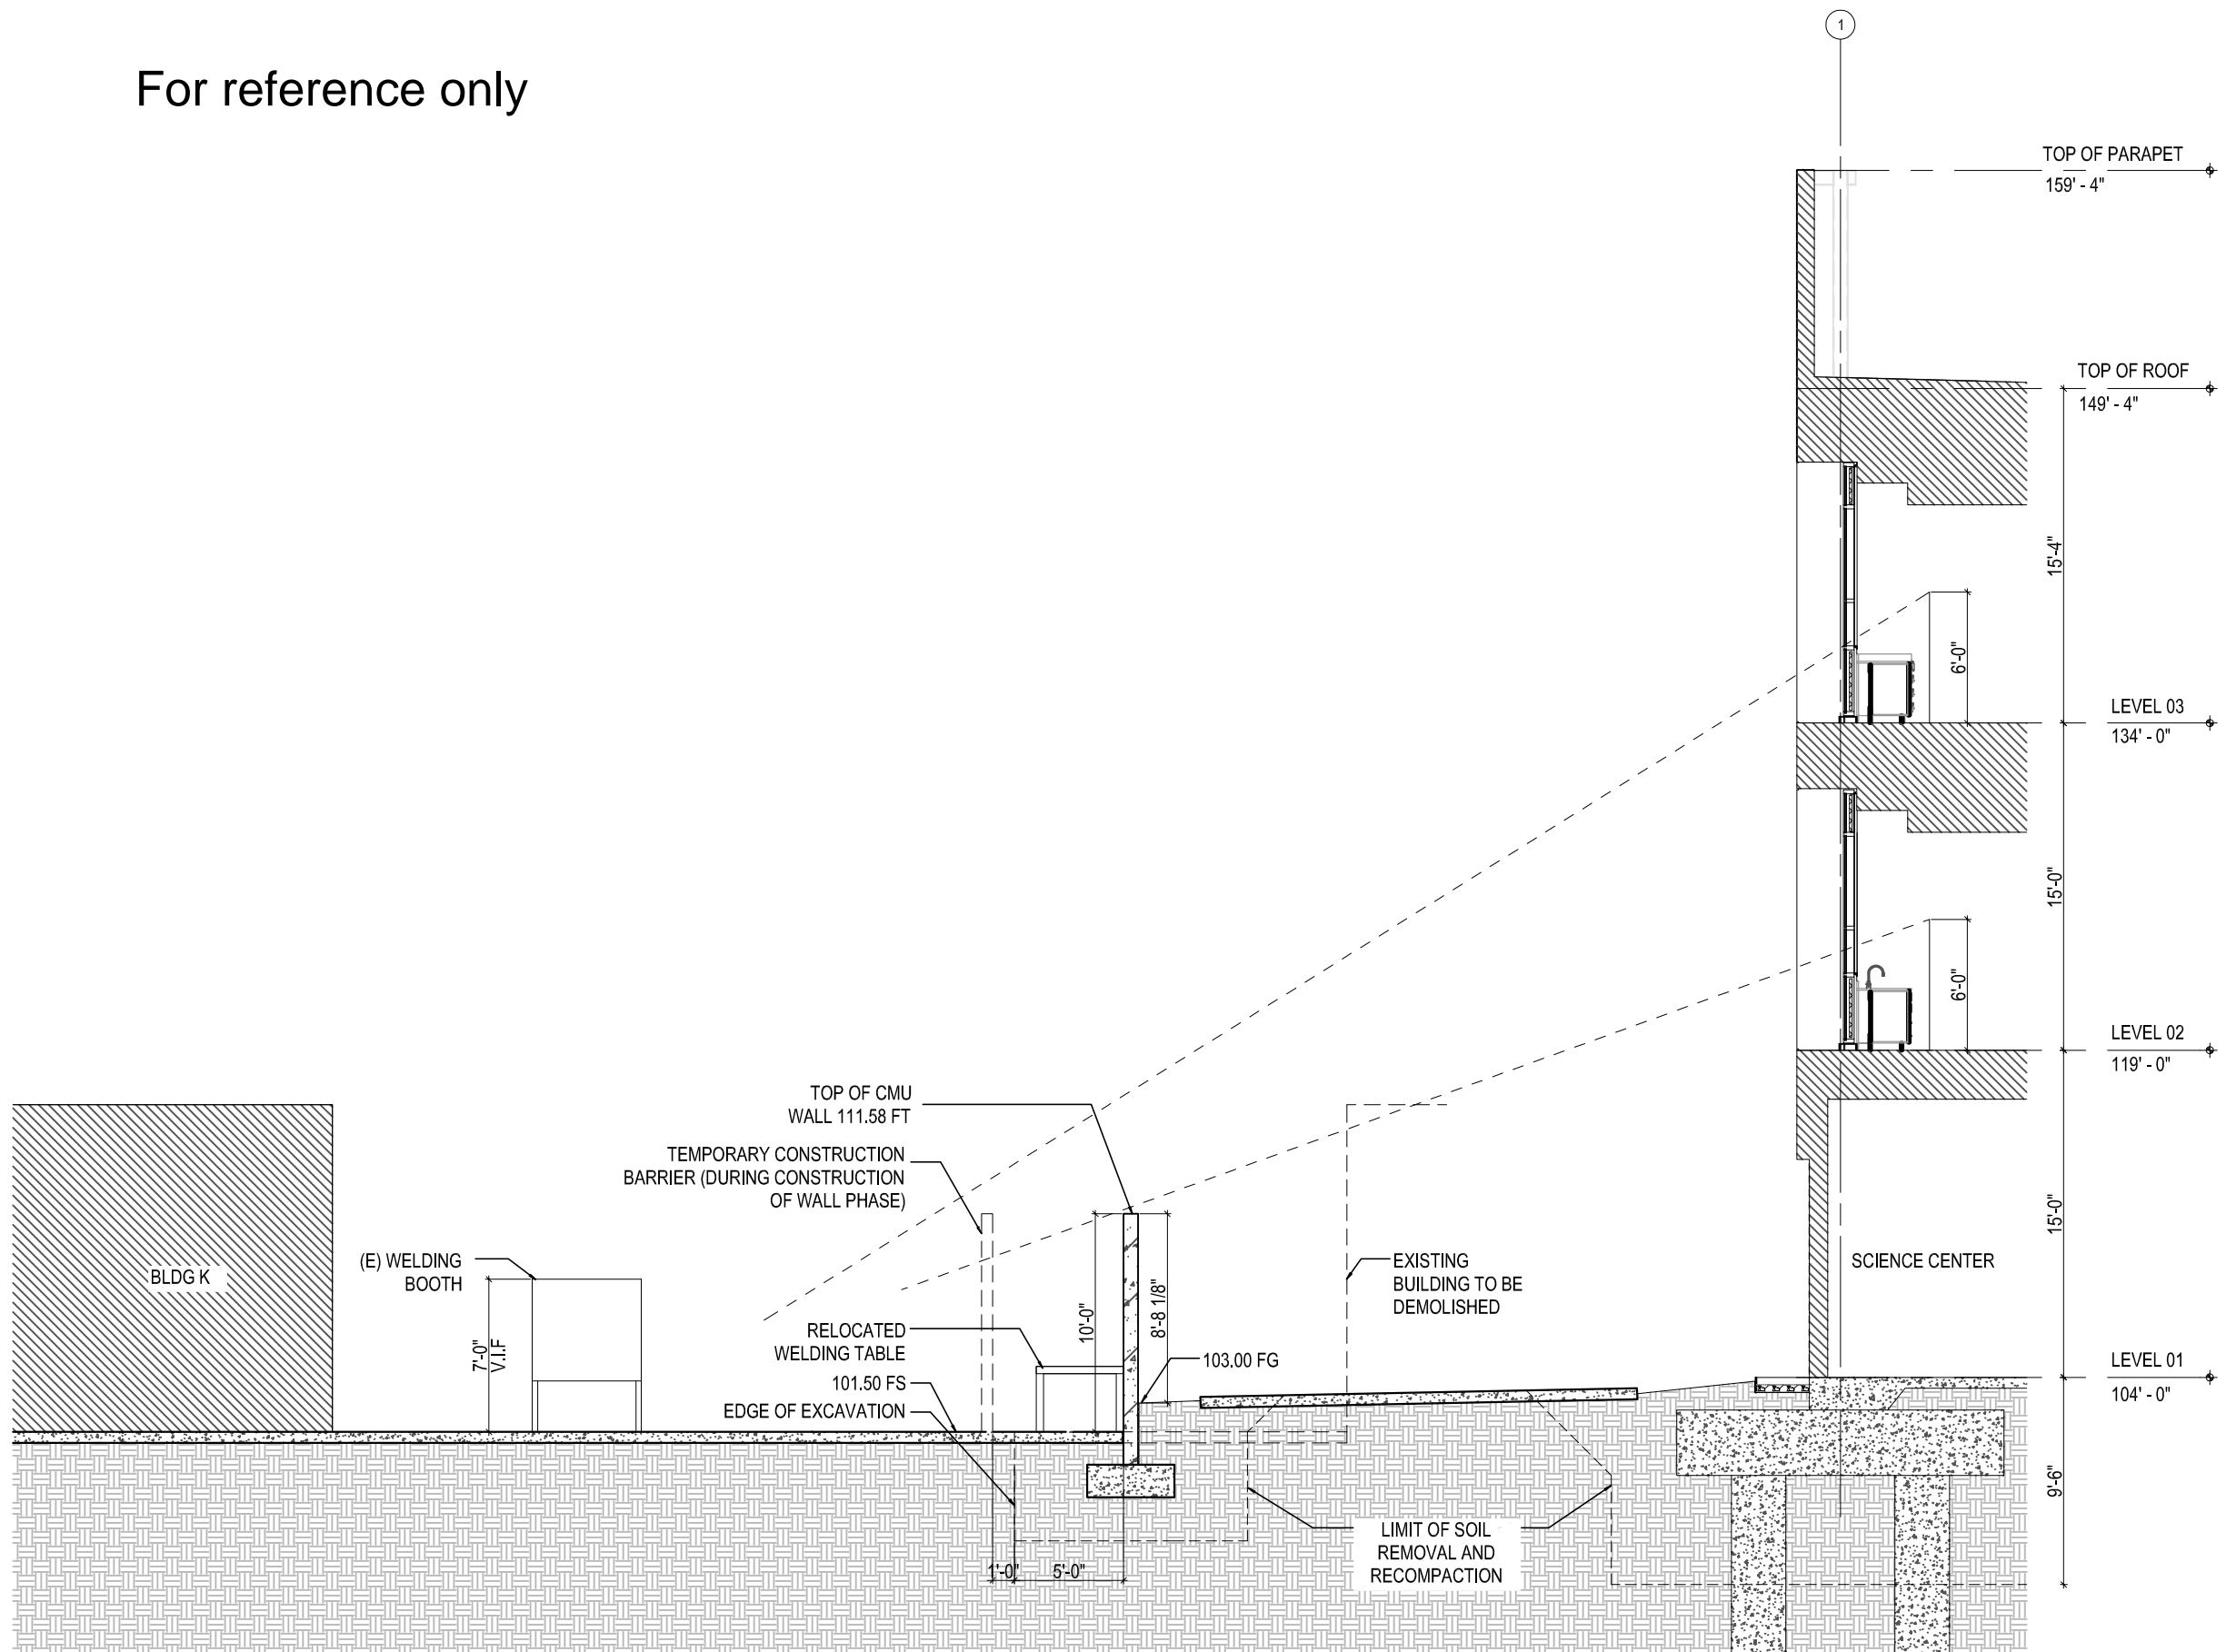 1
For reference only
TOP OF PARAPET
159' - 4"
TOP OF ROOF
149' - 4"
15'-4"
6'-0"
LEVEL 03
134' - 0"
15'-0"
6'-0"
LEVEL 02
119' - 0"
TOP OF CMU
WALL 111.58 FT
TEMPORARY CONSTRUCTION
BARRIER (DURING CONSTRUCTION
OF WALL PHASE)
15'-0"
(E) WELDING
BOOTH
BLDG K
EXISTING
BUILDING TO BE
DEMOLISHED
SCIENCE CENTER
10'-0"
8'-8 1/8"
7'-0"
V.I.F
RELOCATED
WELDING TABLE
103.00 FG
LEVEL 01
104' - 0"
101.50 FS
EDGE OF EXCAVATION
9'-6"
LIMIT OF SOIL
REMOVAL AND
RECOMPACTION
1'-0"
5'-0"